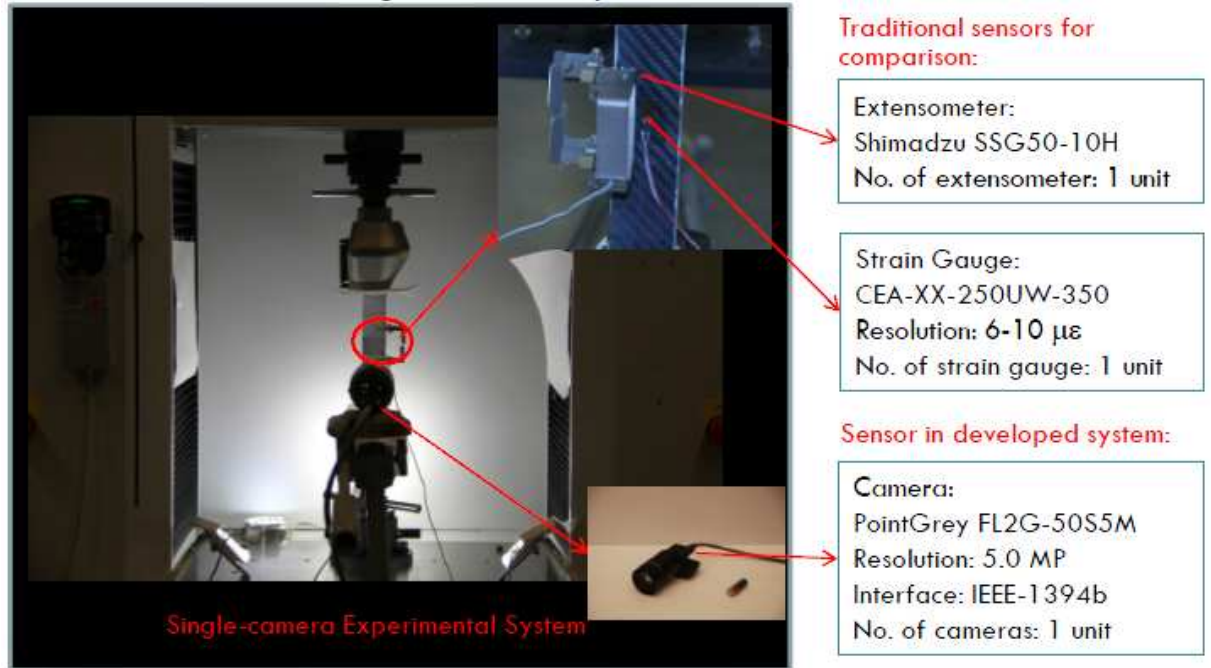 Traditional sensors for
comparison:
Extensometer:
Shimadzu SSG50-10H
No. of extensometer: 1 unit
Strain Gauge:
CEA-XX-250UW-350
Resolution: 6-10 με
No. of strain gauge: 1 unit
Sensor in developed system:
Camera:
PointGrey FL2G-50S5M
Resolution: 5.0 MP
Interface: IEEE-1394b
No. of cameras: 1 unit
Single-camera Experimental System